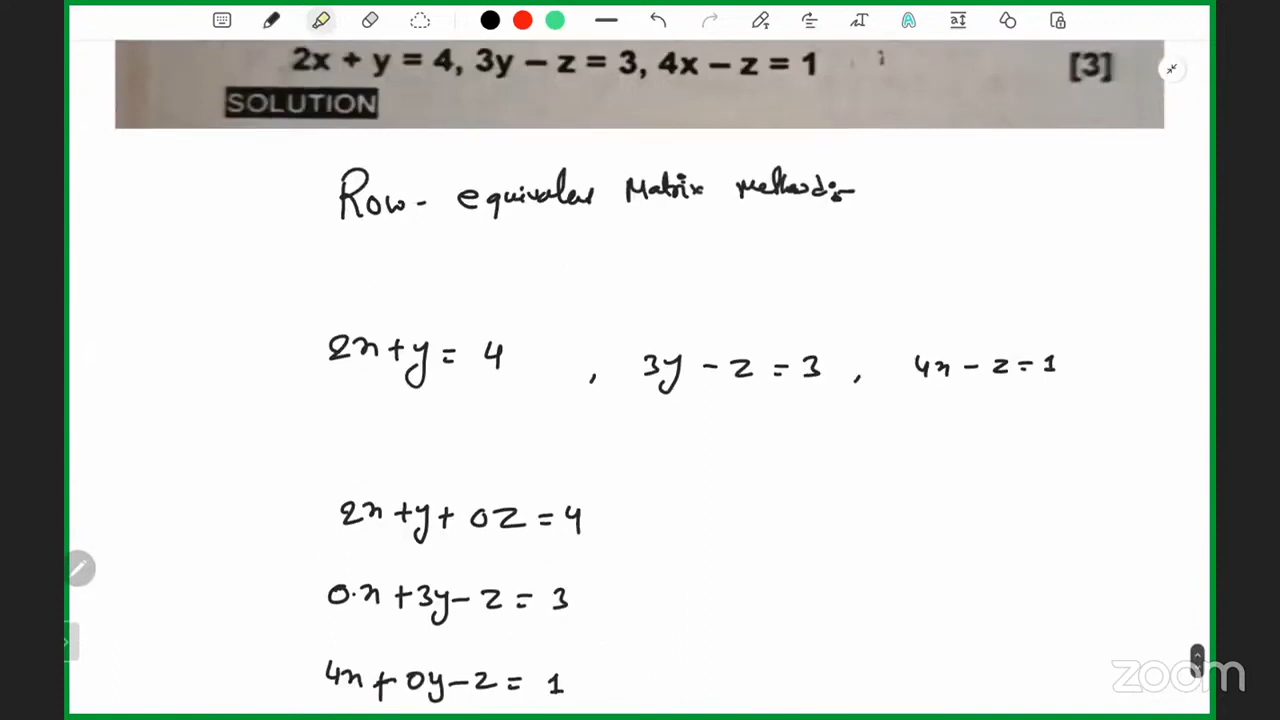 2x + y = 4, 3y − z = 3, 4x − z = 1 [3]
SOLUTION
Row- equivalent Matrix method:-
2x+y = 4 , 3y - z = 3 , 4x - z = 1
2x + y + 0z = 4
0.x + 3y - z = 3
4x + 0y - z = 1
zoom